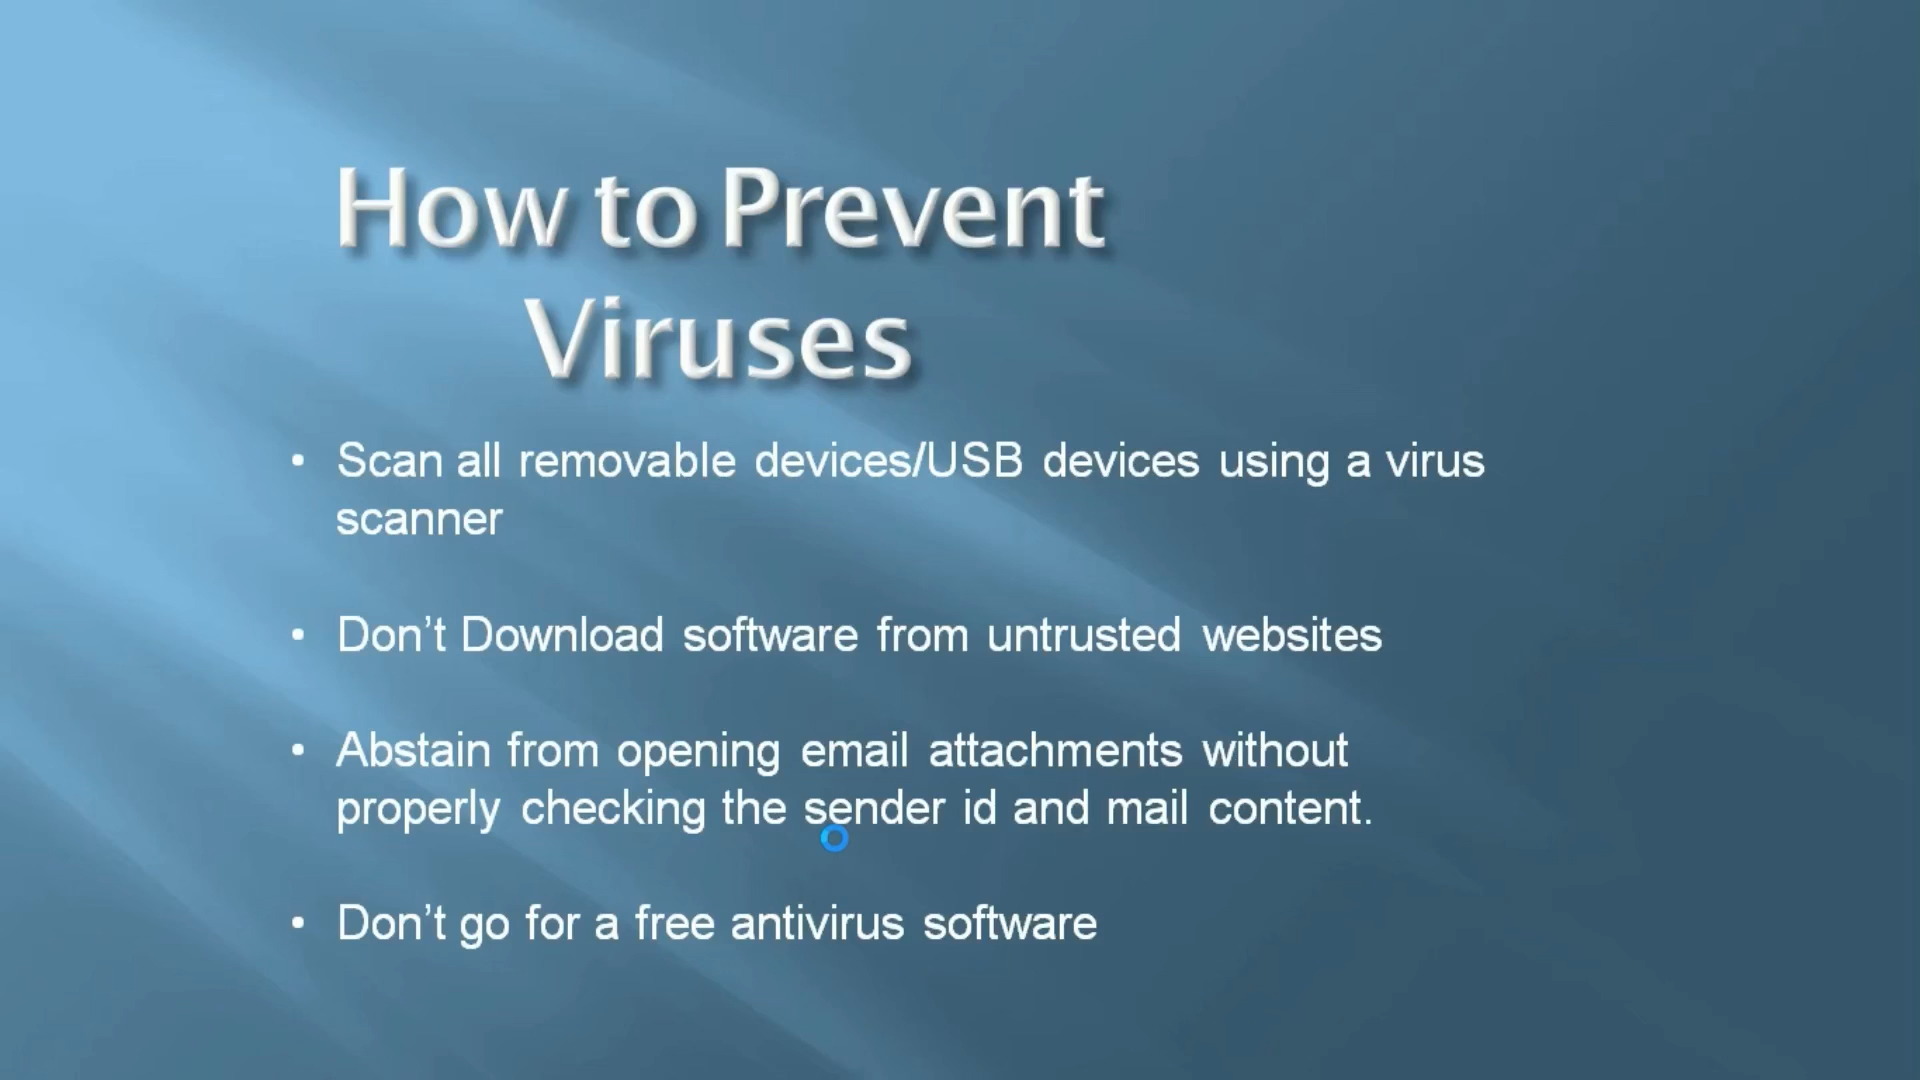 How to Prevent
Viruses
• Scan all removable devices/USB devices using a virus
scanner
• Don’t Download software from untrusted websites
• Abstain from opening email attachments without
properly checking the sender id and mail content.
• Don’t go for a free antivirus software